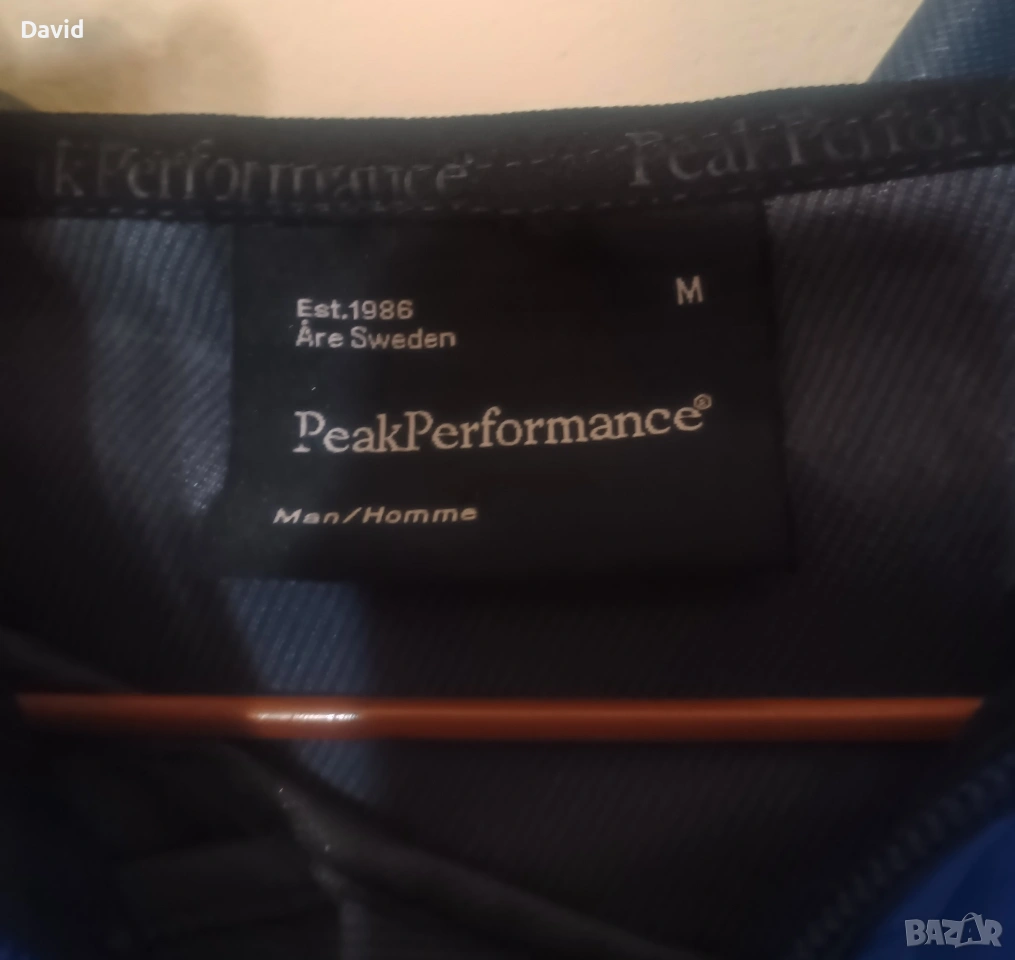 David
kPerformance®
PeakPerform
Est.1986
Åre Sweden
M
PeakPerformance®
Man/Homme
BAZAR